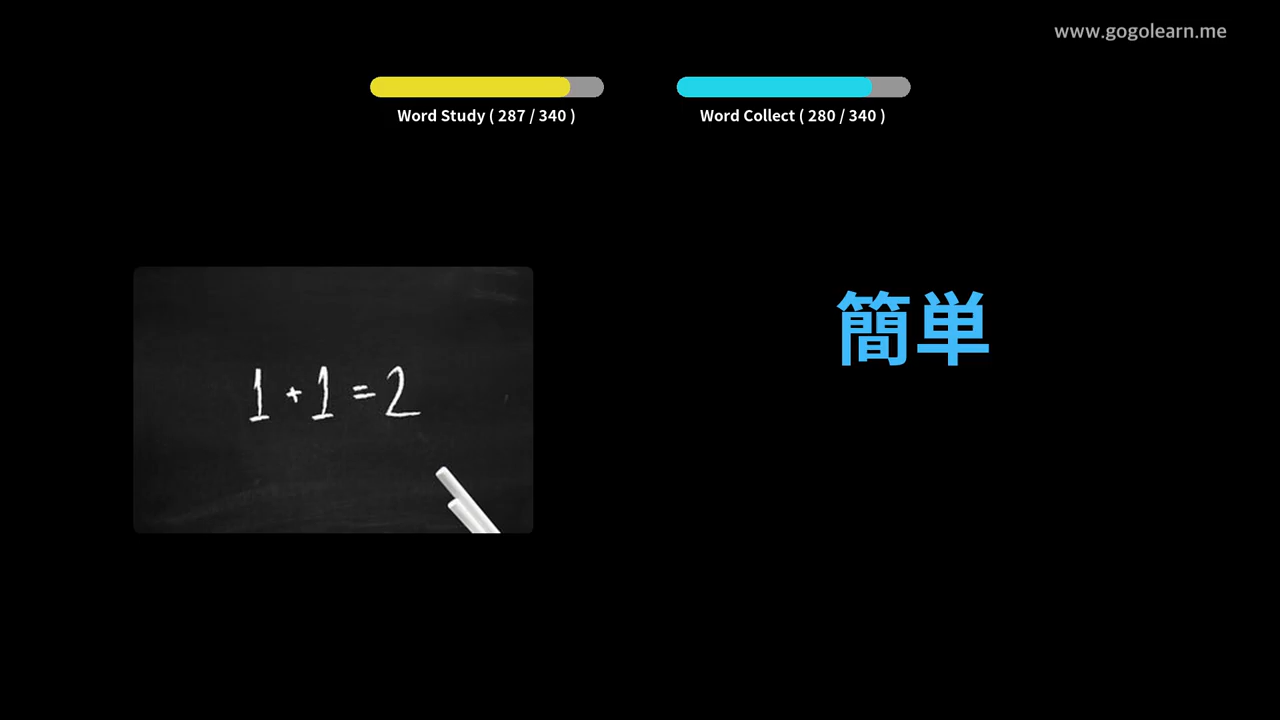 www.gogolearn.me
Word Study ( 287 / 340 )
Word Collect ( 280 / 340 )
1 + 1 = 2
簡単